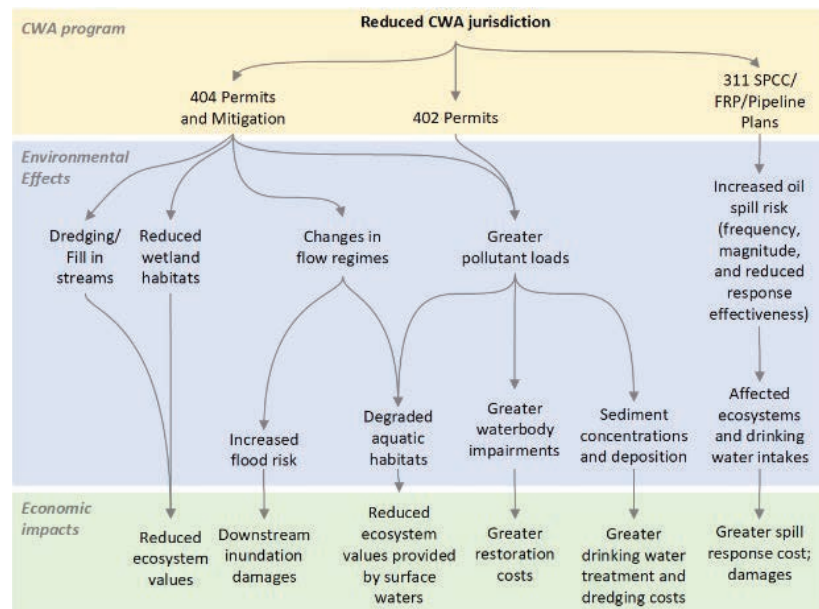 CWA program
Reduced CWA jurisdiction
404 Permits
and Mitigation
402 Permits
311 SPCC/
FRP/Pipeline
Plans
Environmental
Effects
Dredging/
Fill in
streams
Reduced
wetland
habitats
Changes in
flow regimes
Greater
pollutant loads
Increased oil
spill risk
(frequency,
magnitude,
and reduced
response
effectiveness)
Increased
flood risk
Degraded
aquatic
habitats
Greater
waterbody
impairments
Sediment
concentrations
and deposition
Affected
ecosystems
and drinking
water intakes
Economic
impacts
Reduced
ecosystem
values
Downstream
inundation
damages
Reduced
ecosystem
values provided
by surface
waters
Greater
restoration
costs
Greater
drinking water
treatment and
dredging costs
Greater spill
response cost;
damages